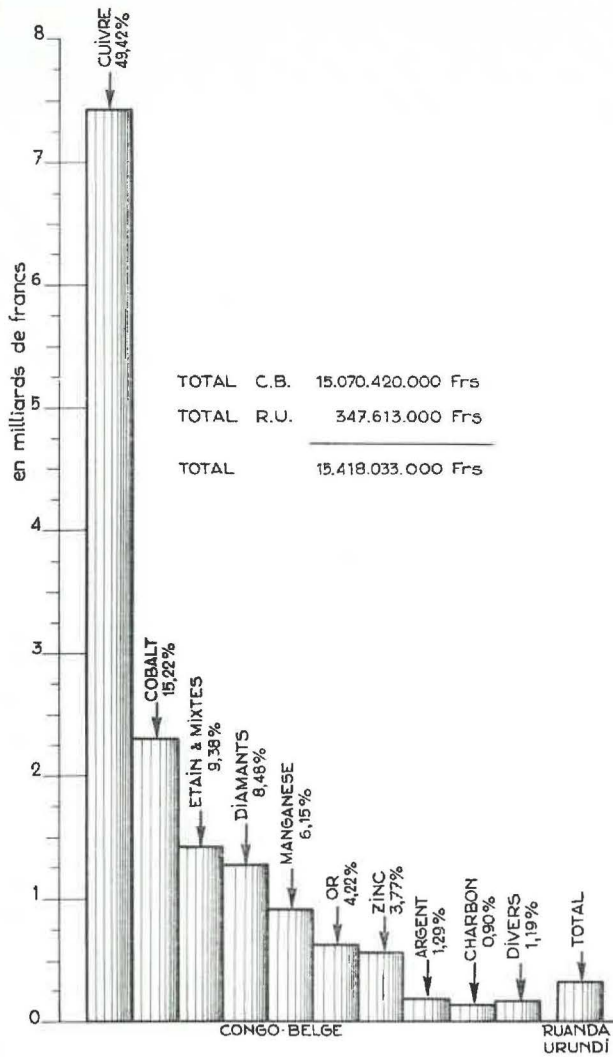 en milliards de francs
8
7
6
5
4
3
2
1
0
CUIVRE
49,42%
COBALT
15,22%
ETAIN & MIXTES
9,38%
DIAMANTS
8,48%
MANGANESE
6,15%
OR
4,22%
ZINC
3,77%
ARGENT
1,29%
CHARBON
0,90%
DIVERS
1,19%
TOTAL
TOTAL C.B. 15.070.420.000 Frs
TOTAL R.U. 347.613.000 Frs
TOTAL 15.418.033.000 Frs
CONGO-BELGE
RUANDA
URUNDI